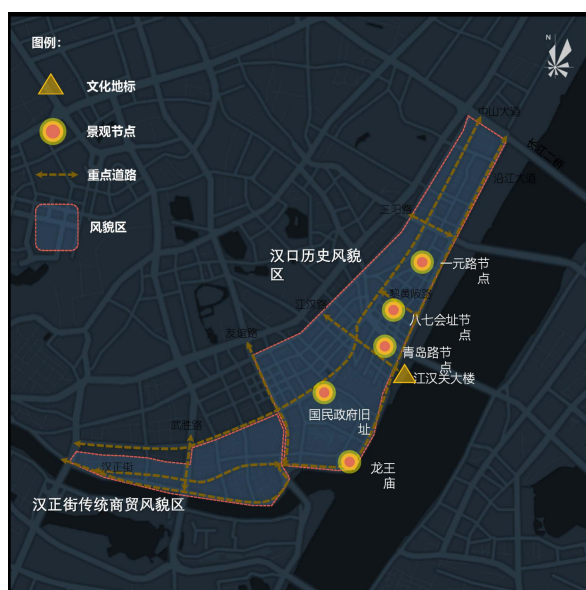 图例:
N
文化地标
景观节点
重点道路
风貌区
中山大道
长江二桥
沿江大道
三阳路
汉口历史风貌
区
一元路节
点
黎黄陂路
江汉路
八七会址节
点
友谊路
青岛路节
点
江汉关大楼
国民政府旧
址
武胜路
汉正街
龙王
庙
汉正街传统商贸风貌区